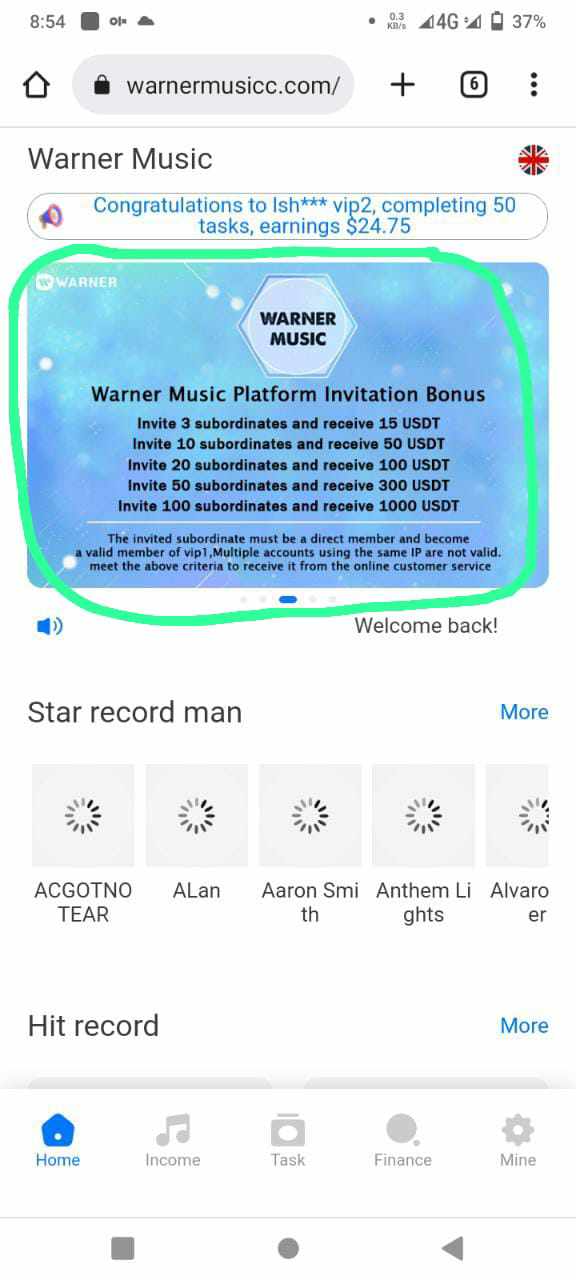 8:54
0.3
KB/s
4G
37%
warnermusicc.com/
6
Warner Music
Congratulations to lsh*** vip2, completing 50
tasks, earnings $24.75
WARNER
WARNER
MUSIC
Warner Music Platform Invitation Bonus
Invite 3 subordinates and receive 15 USDT
Invite 10 subordinates and receive 50 USDT
Invite 20 subordinates and receive 100 USDT
Invite 50 subordinates and receive 300 USDT
Invite 100 subordinates and receive 1000 USDT
The invited subordinate must be a direct member and become
a valid member of vip1,Multiple accounts using the same IP are not valid.
meet the above criteria to receive it from the online customer service
Welcome back!
Star record man
More
ACGOTNO
TEAR
ALan
Aaron Smi
th
Anthem Li
ghts
Alvaro
er
Hit record
More
Home
Income
Task
Finance
Mine